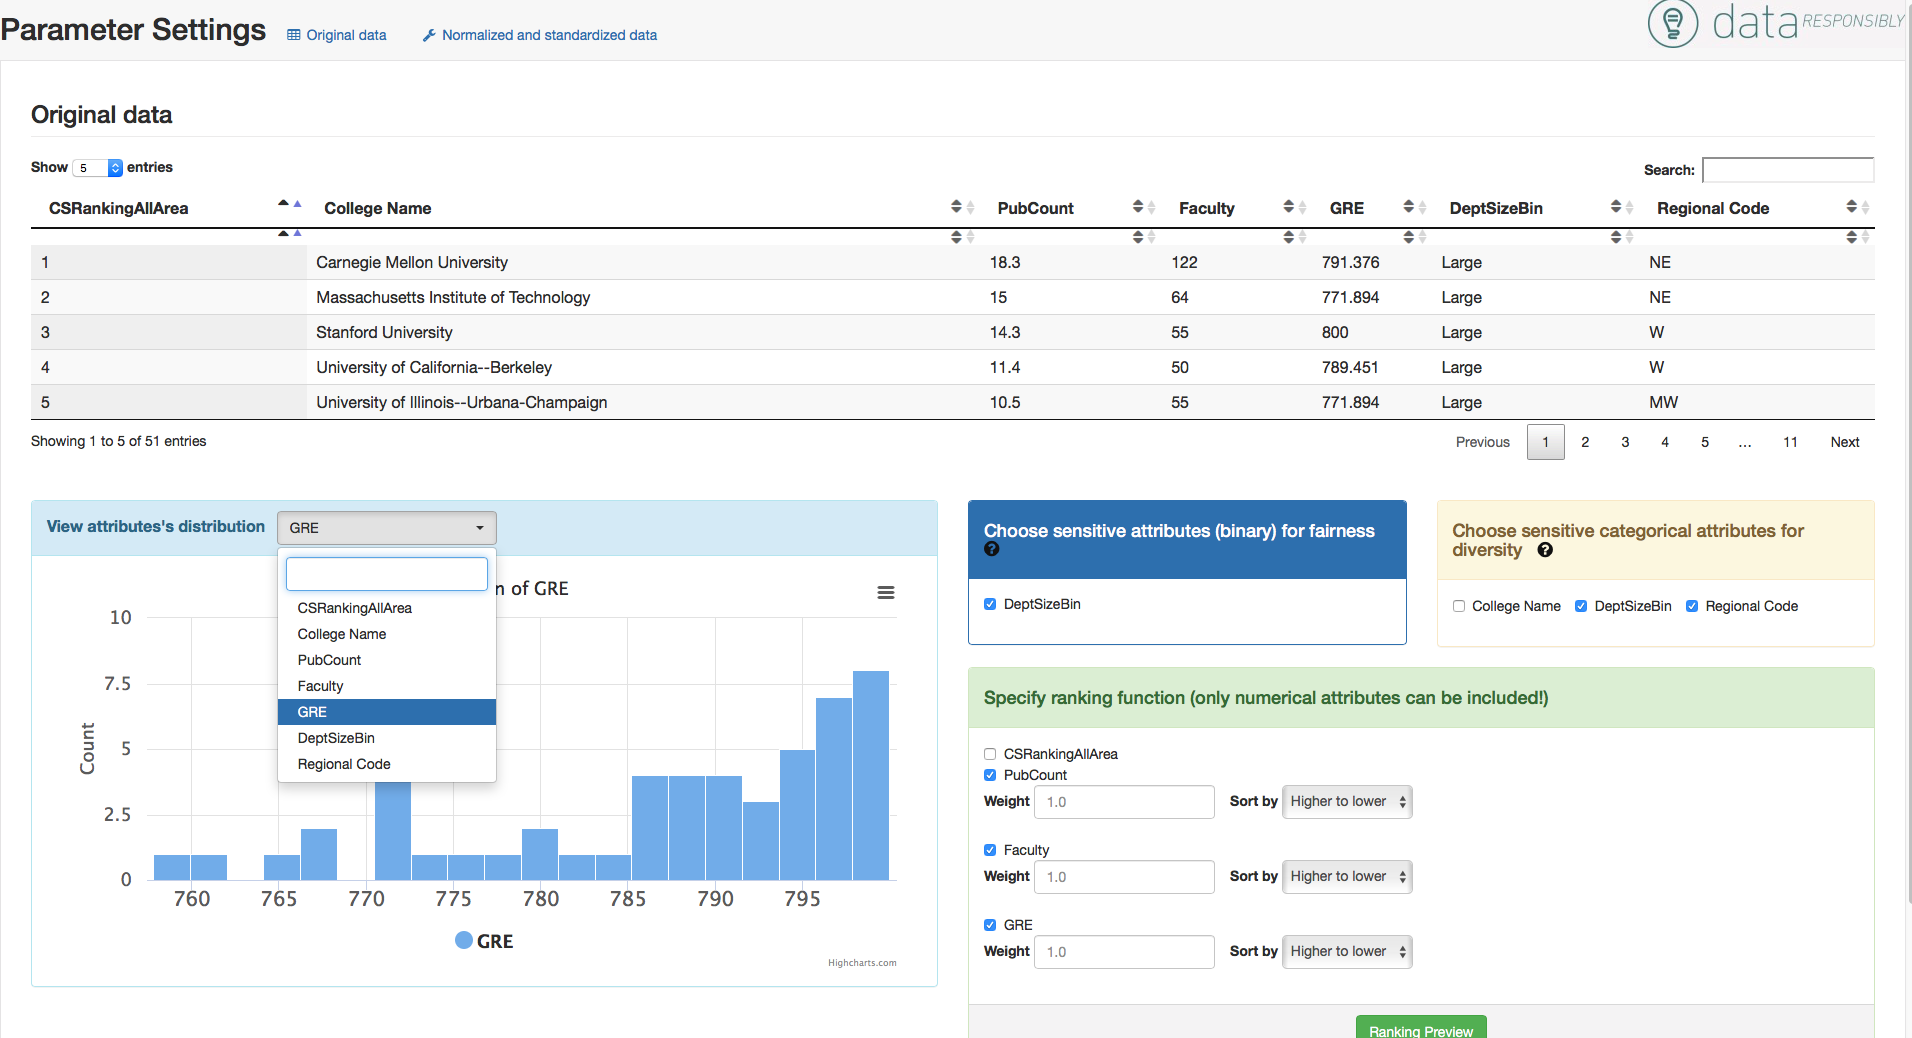 Parameter Settings Original data Normalized and standardized data
data RESPONSIBLY
Original data
Show 5 entries Search:
CSRankingAllArea College Name PubCount Faculty GRE DeptSizeBin Regional Code
1 Carnegie Mellon University 18.3 122 791.376 Large NE
2 Massachusetts Institute of Technology 15 64 771.894 Large NE
3 Stanford University 14.3 55 800 Large W
4 University of California--Berkeley 11.4 50 789.451 Large W
5 University of Illinois--Urbana-Champaign 10.5 55 771.894 Large MW
Showing 1 to 5 of 51 entries Previous 1 2 3 4 5 ... 11 Next
View attributes's distribution GRE
CSRankingAllArea
College Name
PubCount
Faculty
GRE
DeptSizeBin
Regional Code
n of GRE
10
7.5
5
2.5
0
Count
760 765 770 775 780 785 790 795
GRE
Highcharts.com
Choose sensitive attributes (binary) for fairness
?
DeptSizeBin
Choose sensitive categorical attributes for
diversity ?
College Name DeptSizeBin Regional Code
Specify ranking function (only numerical attributes can be included!)
CSRankingAllArea
PubCount
Weight 1.0 Sort by Higher to lower
Faculty
Weight 1.0 Sort by Higher to lower
GRE
Weight 1.0 Sort by Higher to lower
Ranking Preview